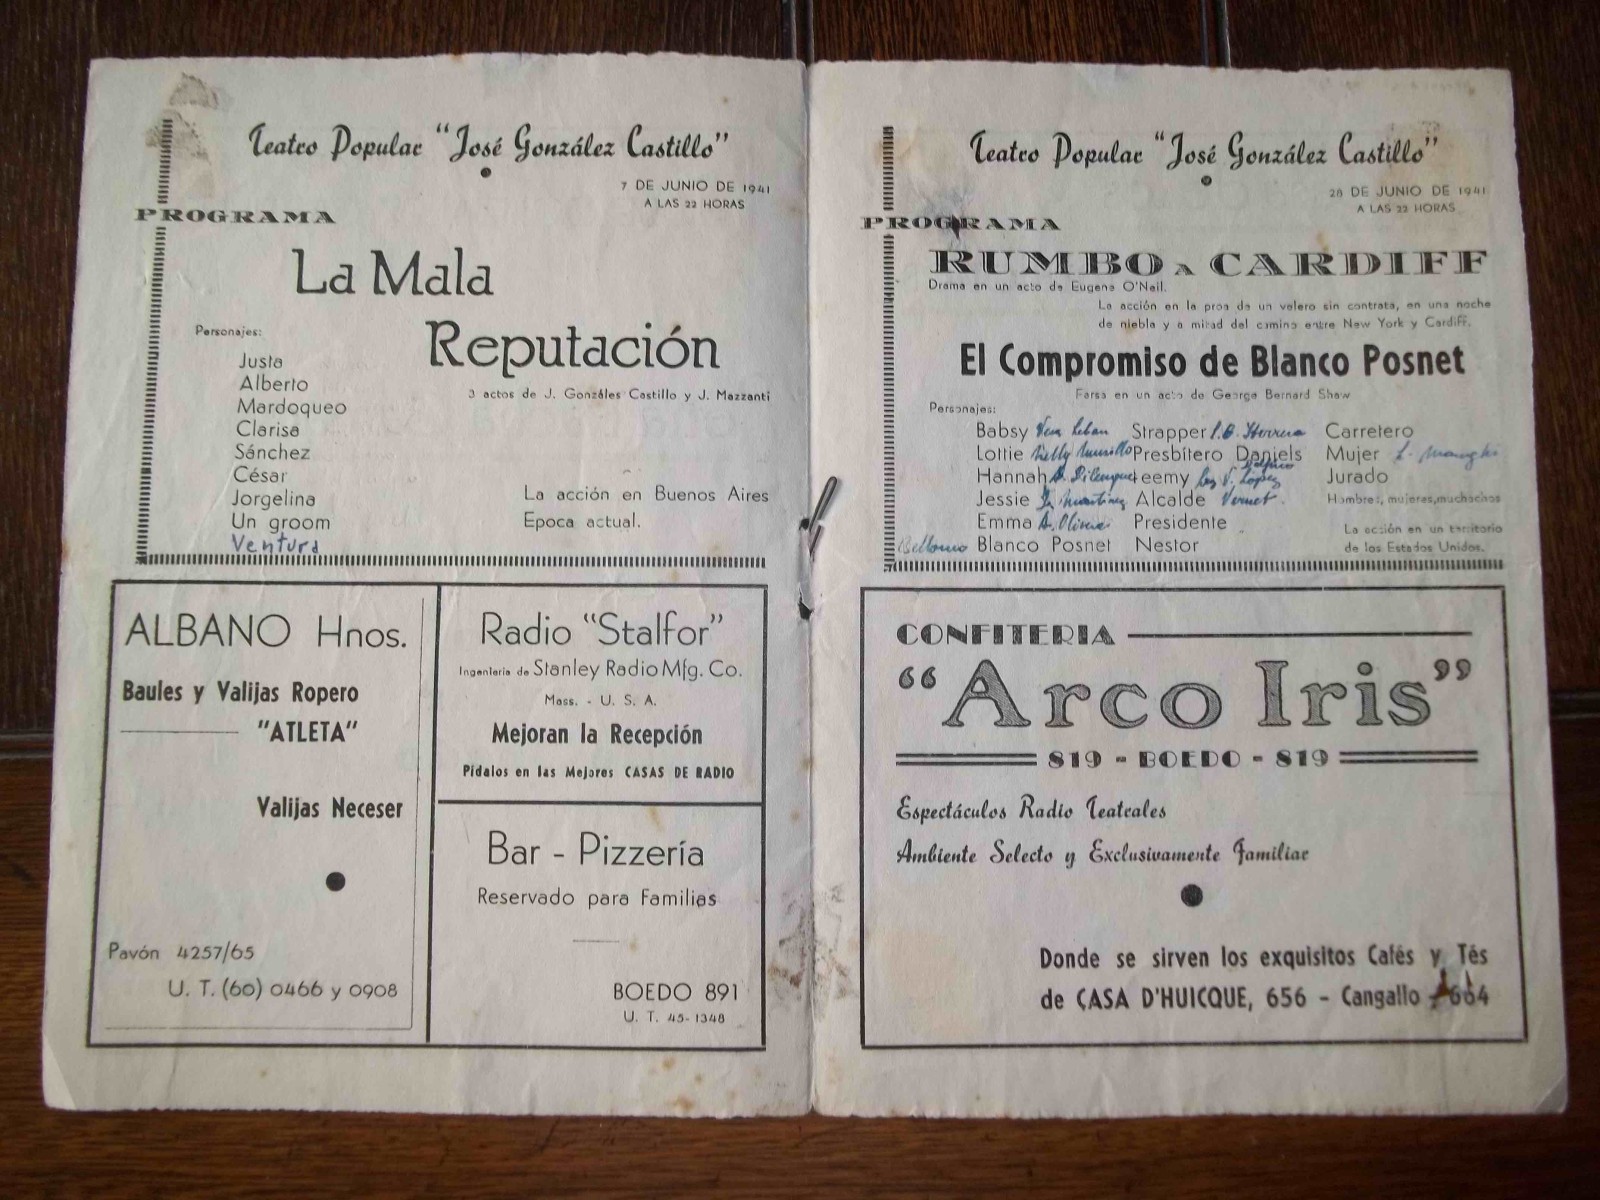 Teatro Popular "José González Castillo"
7 DE JUNIO DE 1941
A LAS 22 HORAS
PROGRAMA
La Mala
Reputación
3 actos de J. Gonzáles Castillo y J. Mazzanti
Personajes:
Justa
Alberto
Mardoqueo
Clarisa
Sánchez
César
Jorgelina
Un groom
Ventura
La acción en Buenos Aires
Epoca actual.
ALBANO Hnos.
Baules y Valijas Ropero
"ATLETA"
Valijas Neceser
Pavón 4257/65
U. T. (60) 0466 y 0908
Radio "Stalfor"
Ingenieria de Stanley Radio Mfg. Co.
Mass. - U. S. A.
Mejoran la Recepción
Pídalos en las Mejores CASAS DE RADIO
Bar - Pizzería
Reservado para Familias
BOEDO 891
U. T. 45-1348
Teatro Popular "José González Castillo"
28 DE JUNIO DE 1941
A LAS 22 HORAS
PROGRAMA
RUMBO A CARDIFF
Drama en un acto de Eugene O'Neil.
La acción en la proa de un velero sin contrata, en una noche
de niebla y a mitad del camino entre New York y Cardiff.
El Compromiso de Blanco Posnet
Farsa en un acto de George Bernard Shaw
Personajes:
Babsy Strapper Herrera Carretero
Lottie Nelly Murillo Presbítero Daniels Mujer
Hannah Feemy V. López Jurado
Jessie Martínez Alcalde Vernet. Hombres, mujeres, muchachos
Emma A. Presidente
Bellomo Blanco Posnet Nestor
La acción en un territorio
de los Estados Unidos.
CONFITERIA
"Arco Iris"
819 - BOEDO - 819
Espectáculos Radio Teatrales
Ambiente Selecto y Exclusivamente Familiar
Donde se sirven los exquisitos Cafés y Tés
de CASA D'HUICQUE, 656 - Cangallo - 664